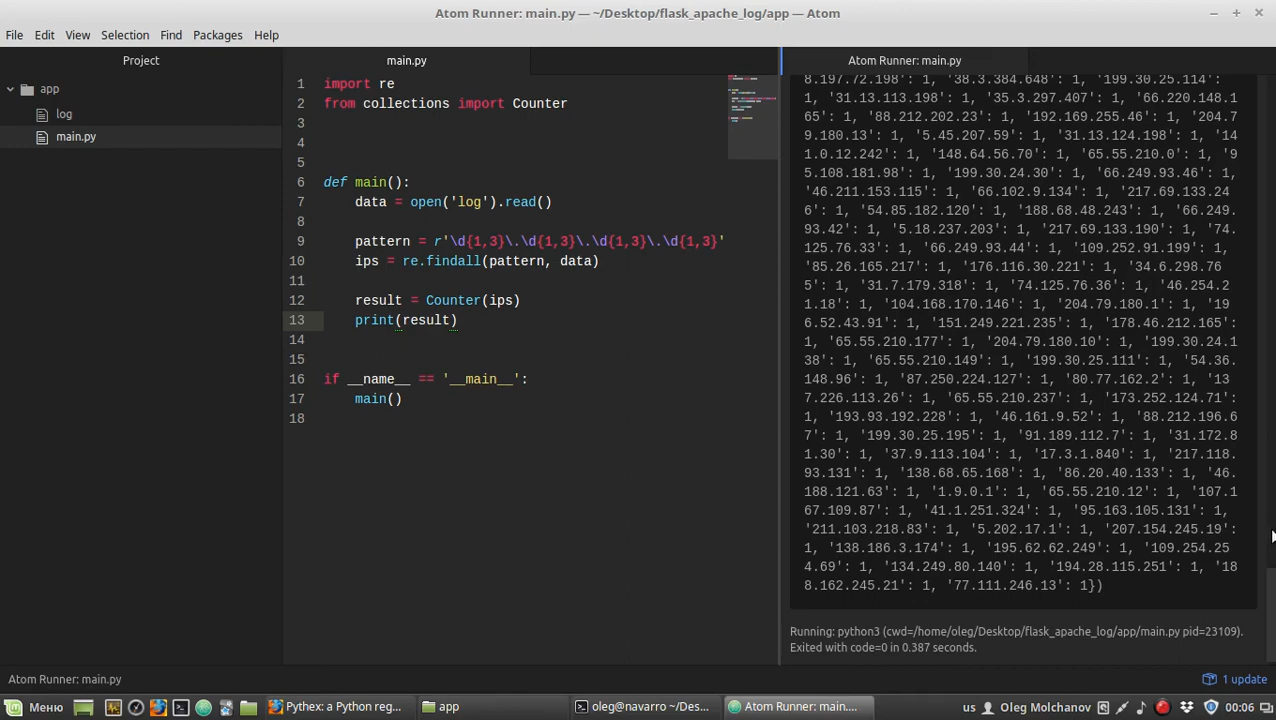 Atom Runner: main.py — ~/Desktop/flask_apache_log/app — Atom
File Edit View Selection Find Packages Help
Project
app
log
main.py
main.py
1 import re
2 from collections import Counter
3
4
5
6 def main():
7 data = open('log').read()
8
9 pattern = r'\d{1,3}\.\d{1,3}\.\d{1,3}\.\d{1,3}'
10 ips = re.findall(pattern, data)
11
12 result = Counter(ips)
13 print(result)
14
15
16 if __name__ == '__main__':
17 main()
18
Atom Runner: main.py
8.197.72.198': 1, '38.3.384.648': 1, '199.30.25.114'
: 1, '31.13.113.198': 1, '35.3.297.407': 1, '66.220.148.1
65': 1, '88.212.202.23': 1, '192.169.255.46': 1, '204.7
9.180.13': 1, '5.45.207.59': 1, '31.13.124.198': 1, '14
1.0.12.242': 1, '148.64.56.70': 1, '65.55.210.0': 1, '9
5.108.181.98': 1, '199.30.24.30': 1, '66.249.93.46': 1,
'46.211.153.115': 1, '66.102.9.134': 1, '217.69.133.24
6': 1, '54.85.182.120': 1, '188.68.48.243': 1, '66.249.
93.42': 1, '5.18.237.203': 1, '217.69.133.190': 1, '74.
125.76.33': 1, '66.249.93.44': 1, '109.252.91.199': 1,
'85.26.165.217': 1, '176.116.30.221': 1, '34.6.298.76
5': 1, '31.7.179.318': 1, '74.125.76.36': 1, '46.254.2
1.18': 1, '104.168.170.146': 1, '204.79.180.1': 1, '19
6.52.43.91': 1, '151.249.221.235': 1, '178.46.212.165'
: 1, '65.55.210.177': 1, '204.79.180.10': 1, '199.30.24.1
38': 1, '65.55.210.149': 1, '199.30.25.111': 1, '54.36.
148.96': 1, '87.250.224.127': 1, '80.77.162.2': 1, '13
7.226.113.26': 1, '65.55.210.237': 1, '173.252.124.71'
: 1, '193.93.192.228': 1, '46.161.9.52': 1, '88.212.196.6
7': 1, '199.30.25.195': 1, '91.189.112.7': 1, '31.172.8
1.30': 1, '37.9.113.104': 1, '17.3.1.840': 1, '217.118.
93.131': 1, '138.68.65.168': 1, '86.20.40.133': 1, '46.
188.121.63': 1, '1.9.0.1': 1, '65.55.210.12': 1, '107.1
67.109.87': 1, '41.1.251.324': 1, '95.163.105.131': 1,
'211.103.218.83': 1, '5.202.17.1': 1, '207.154.245.19'
: 1, '138.186.3.174': 1, '195.62.62.249': 1, '109.254.25
4.69': 1, '134.249.80.140': 1, '194.28.115.251': 1, '18
8.162.245.21': 1, '77.111.246.13': 1})
Running: python3 (cwd=/home/oleg/Desktop/flask_apache_log/app/main.py pid=23109).
Exited with code=0 in 0.387 seconds.
Atom Runner: main.py
1 update
Меню
Pythex: a Python reg...
app
oleg@navarro ~/Des...
Atom Runner: main....
us
Oleg Molchanov
00:06